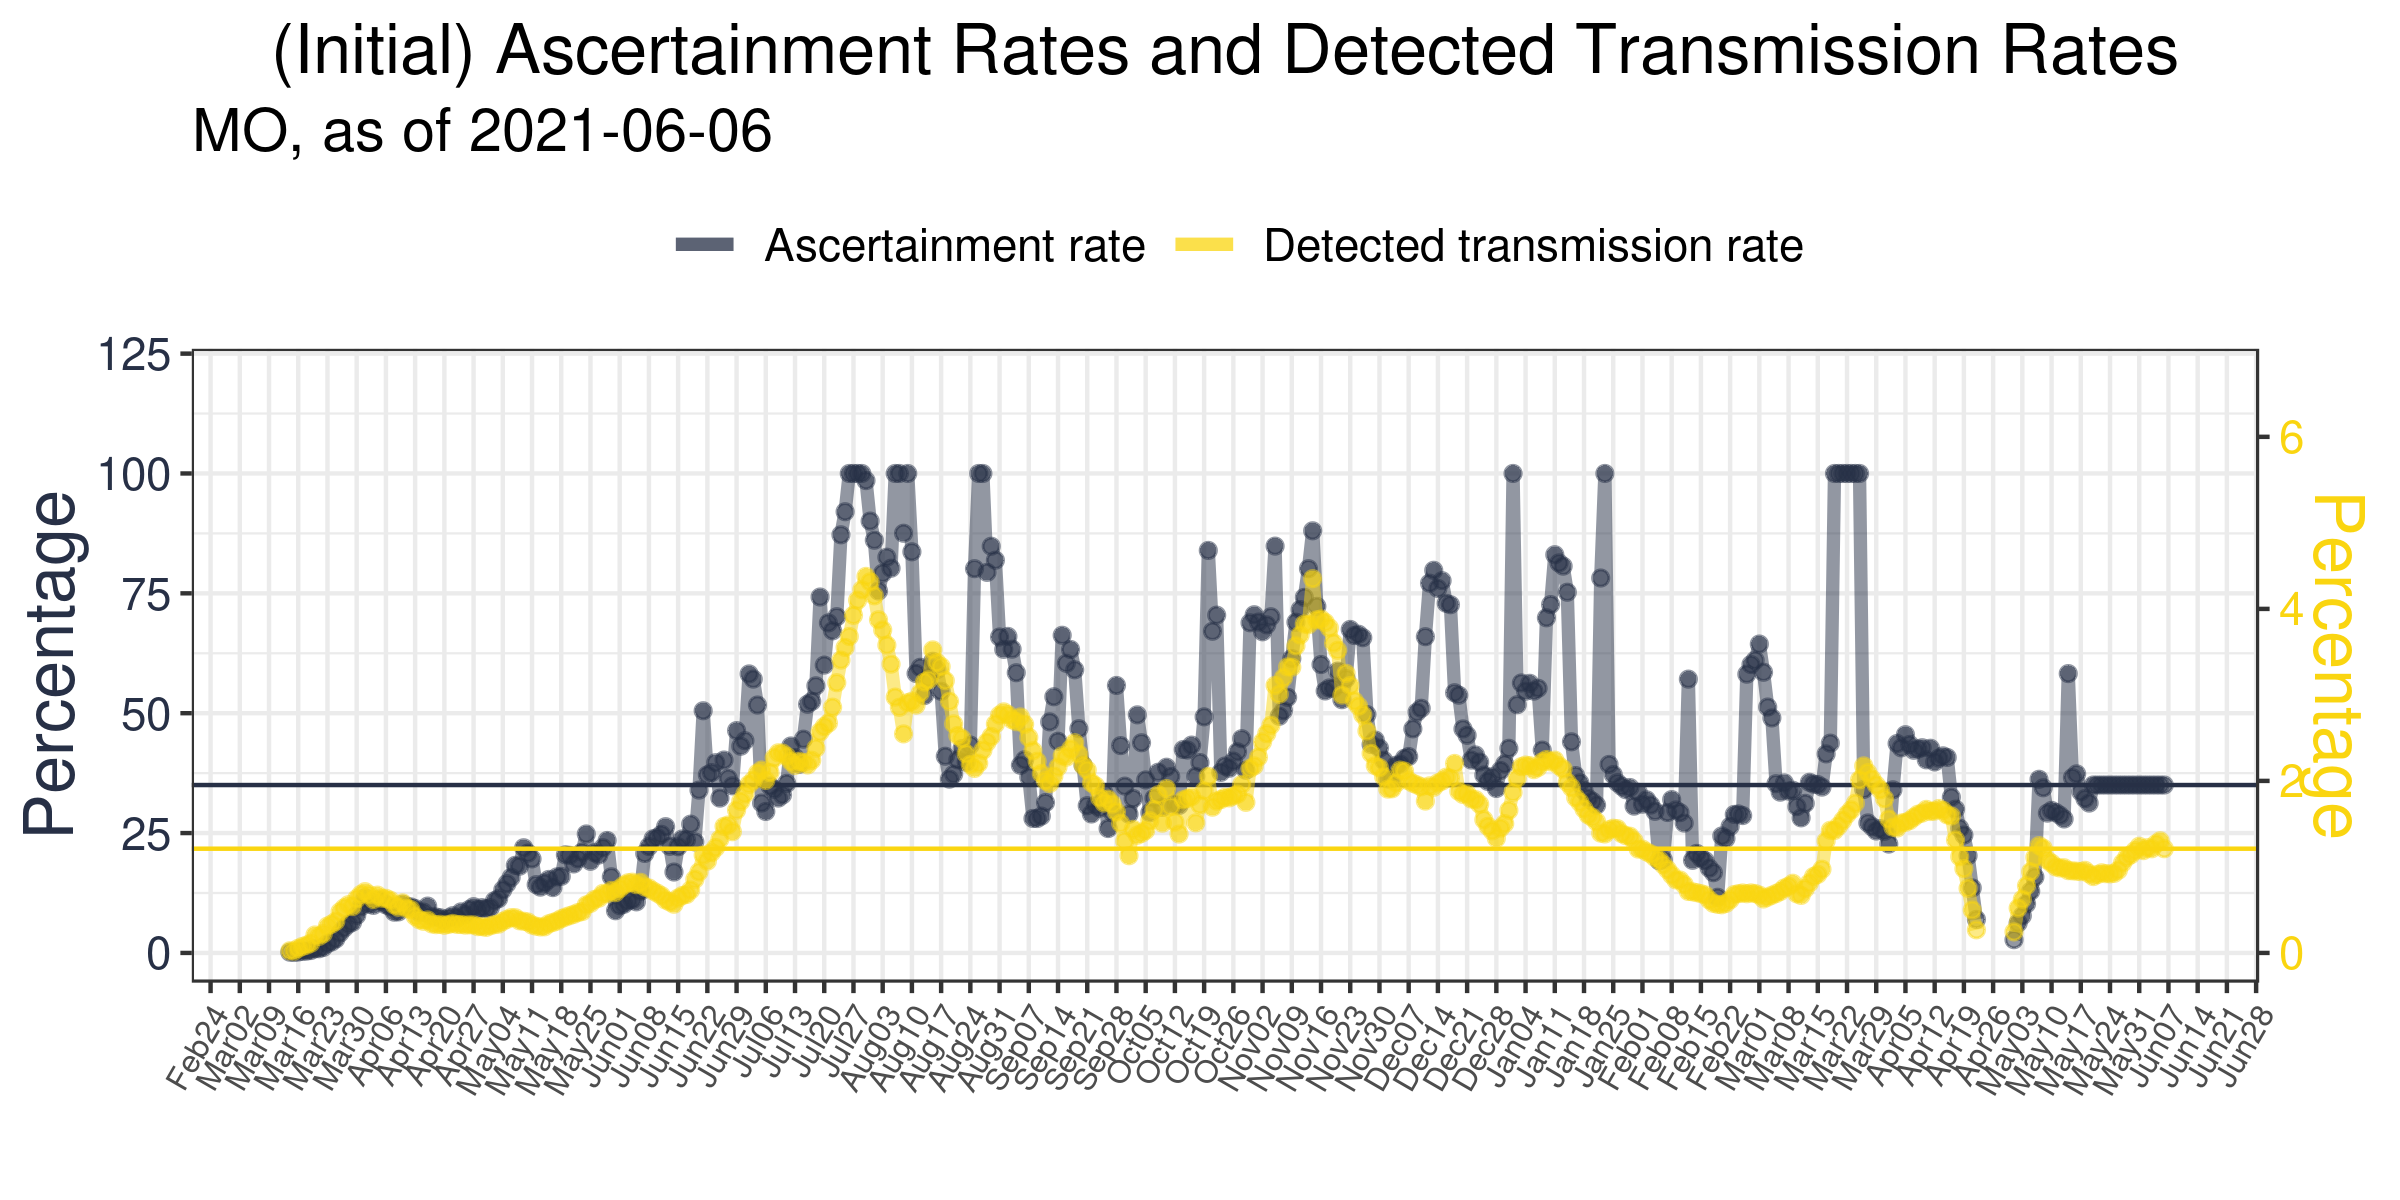 (Initial) Ascertainment Rates and Detected Transmission Rates
MO, as of 2021-06-06
Ascertainment rate
Detected transmission rate
Percentage
125
100
75
50
25
0
6
4
2
0
Percentage
Feb24
Mar02
Mar09
Mar16
Mar23
Mar30
Apr06
Apr13
Apr20
Apr27
May04
May11
May18
May25
Jun01
Jun08
Jun15
Jun22
Jun29
Jul06
Jul13
Jul20
Jul27
Aug03
Aug10
Aug17
Aug24
Aug31
Sep07
Sep14
Sep21
Sep28
Oct05
Oct12
Oct19
Oct26
Nov02
Nov09
Nov16
Nov23
Nov30
Dec07
Dec14
Dec21
Dec28
Jan04
Jan11
Jan18
Jan25
Feb01
Feb08
Feb15
Feb22
Mar01
Mar08
Mar15
Mar22
Mar29
Apr05
Apr12
Apr19
Apr26
May03
May10
May17
May24
May31
Jun07
Jun14
Jun21
Jun28